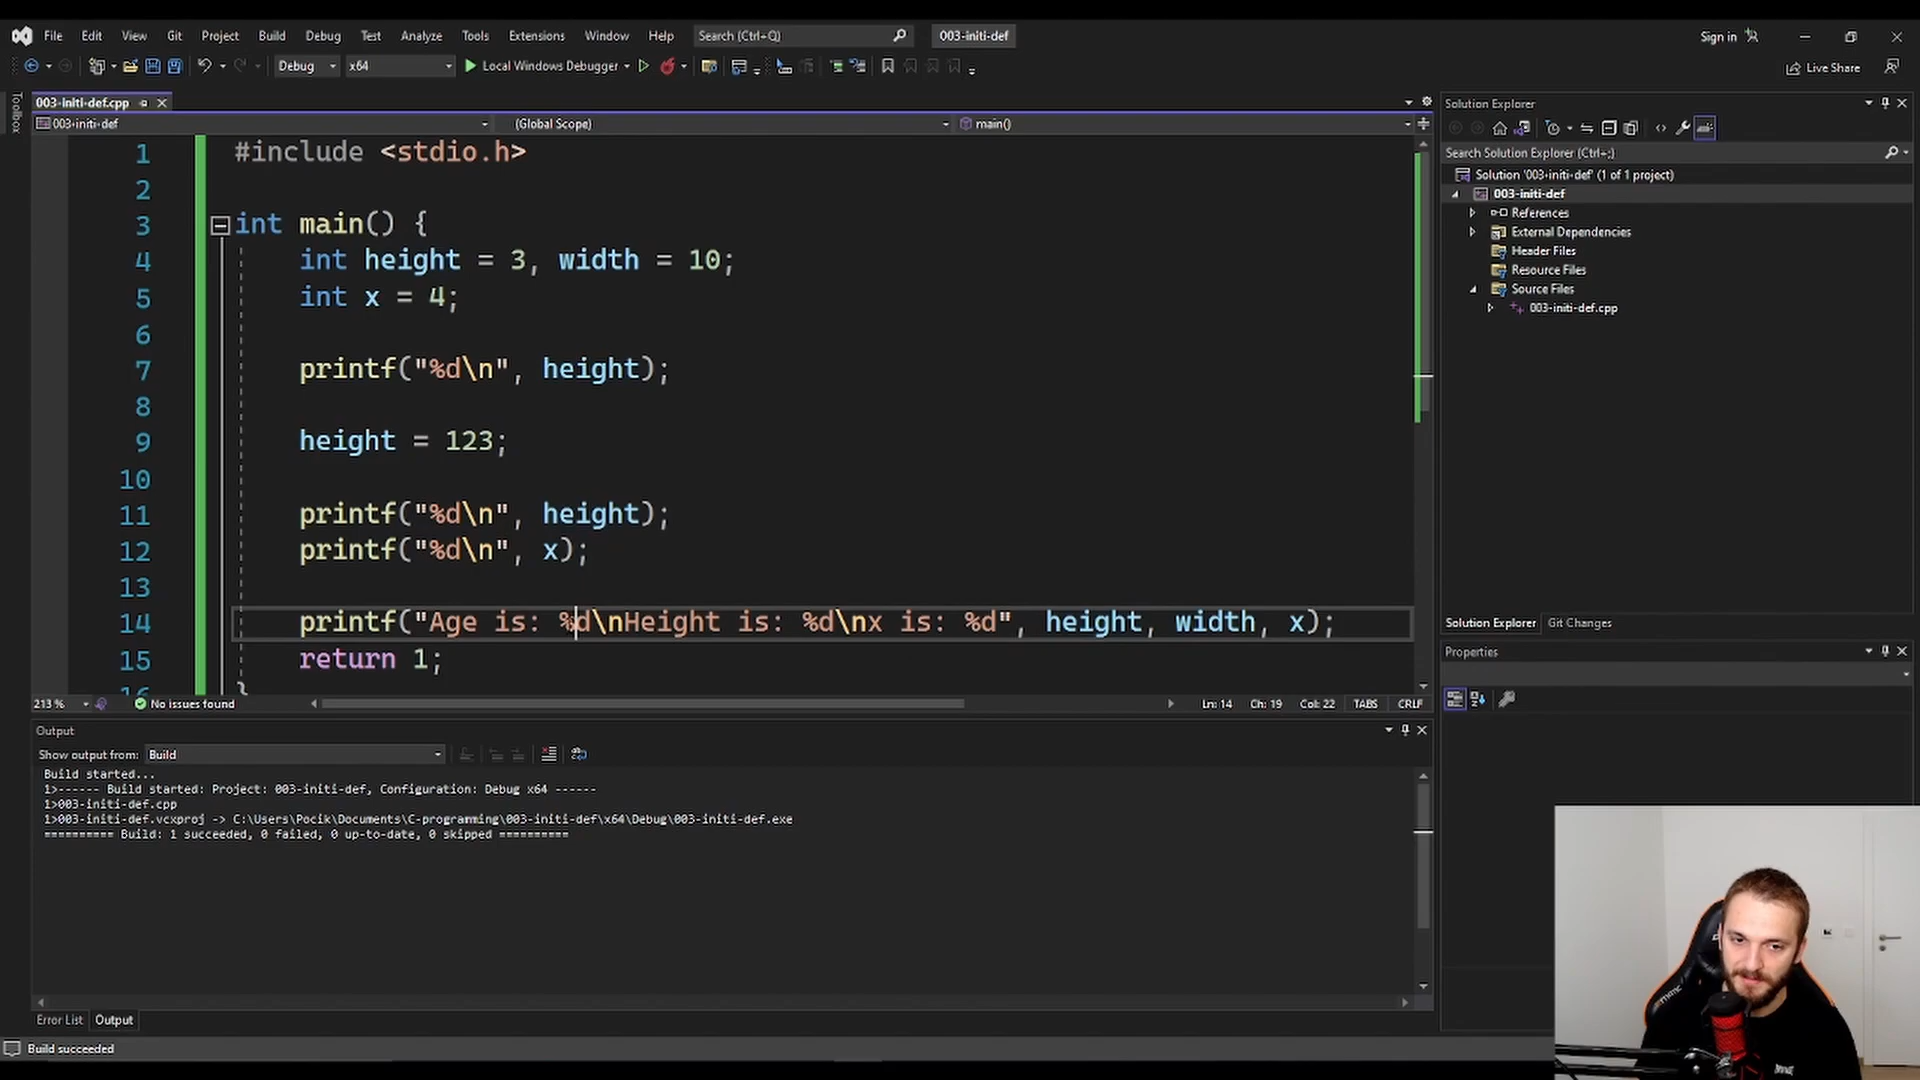 File Edit View Git Project Build Debug Test Analyze Tools Extensions Window Help Search (Ctrl+Q) 003-initi-def Sign in
Debug x64 Local Windows Debugger Live Share
Toolbox
003-initi-def.cpp
003-initi-def (Global Scope) main()
1 #include <stdio.h>
2
3 int main() {
4 int height = 3, width = 10;
5 int x = 4;
6
7 printf("%d\n", height);
8
9 height = 123;
10
11 printf("%d\n", height);
12 printf("%d\n", x);
13
14 printf("Age is: %d\nHeight is: %d\nx is: %d", height, width, x);
15 return 1;
16 }
213 % No issues found Ln: 14 Ch: 19 Col: 22 TABS CRLF
Output
Show output from: Build
Build started...
1>------ Build started: Project: 003-initi-def, Configuration: Debug x64 ------
1>003-initi-def.cpp
1>003-initi-def.vcxproj -> C:\Users\Pocik\Documents\C-programming\003-initi-def\x64\Debug\003-initi-def.exe
========== Build: 1 succeeded, 0 failed, 0 up-to-date, 0 skipped ==========
Error List Output
Build succeeded
Solution Explorer
Search Solution Explorer (Ctrl+;)
Solution '003-initi-def' (1 of 1 project)
003-initi-def
References
External Dependencies
Header Files
Resource Files
Source Files
003-initi-def.cpp
Solution Explorer Git Changes
Properties